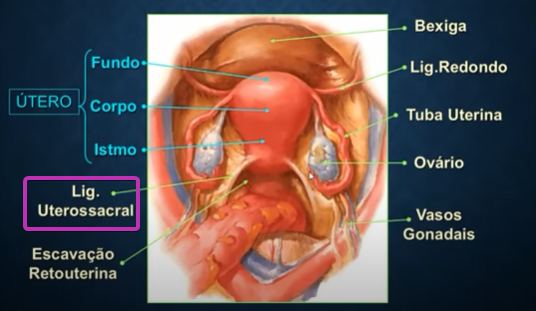 ÚTERO
Fundo
Corpo
Istmo
Lig.
Uterossacral
Escavação
Retouterina
Bexiga
Lig.Redondo
Tuba Uterina
Ovário
Vasos
Gonadais